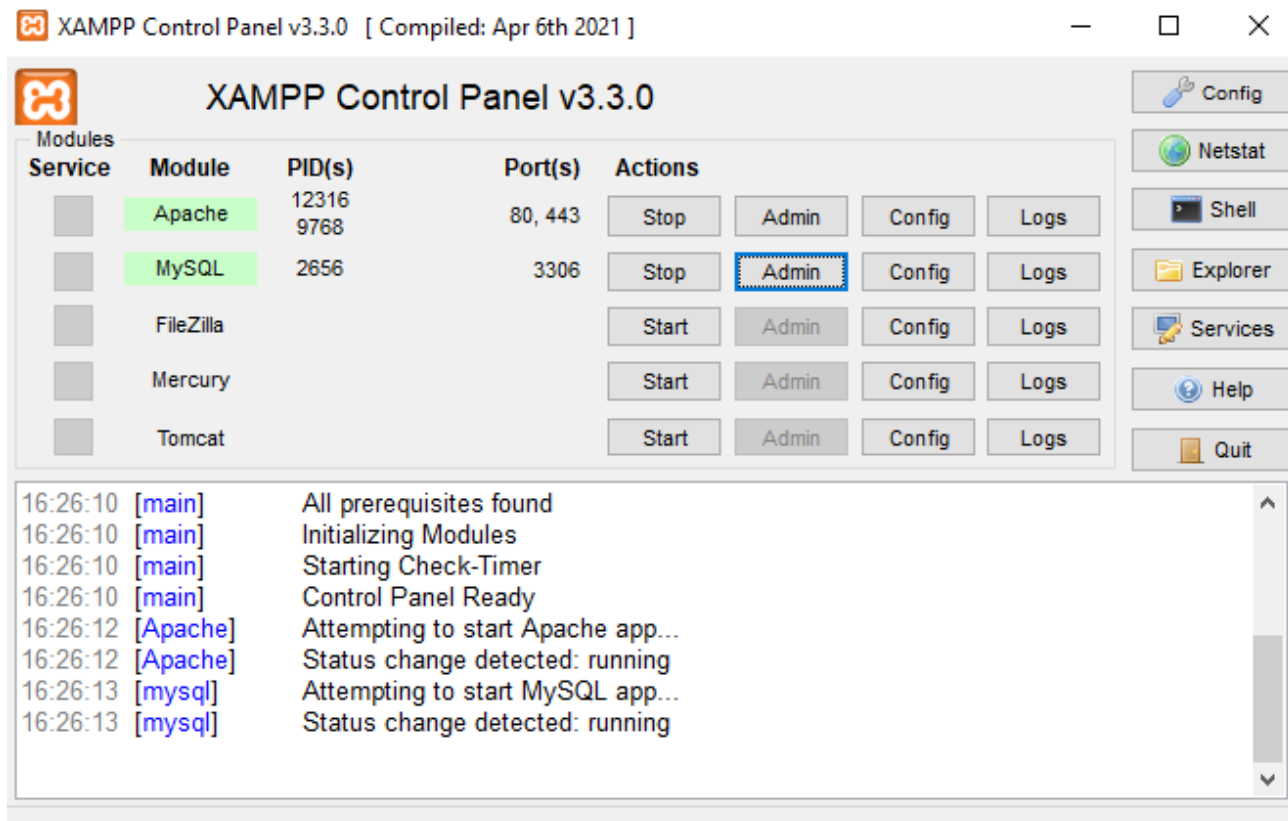 XAMPP Control Panel v3.3.0 [ Compiled: Apr 6th 2021 ]
XAMPP Control Panel v3.3.0
Config
Modules
Service Module PID(s) Port(s) Actions
Netstat
Apache 12316 9768 80, 443 Stop Admin Config Logs
Shell
MySQL 2656 3306 Stop Admin Config Logs
Explorer
FileZilla Start Admin Config Logs
Services
Mercury Start Admin Config Logs
Help
Tomcat Start Admin Config Logs
Quit
16:26:10 [main] All prerequisites found
16:26:10 [main] Initializing Modules
16:26:10 [main] Starting Check-Timer
16:26:10 [main] Control Panel Ready
16:26:12 [Apache] Attempting to start Apache app...
16:26:12 [Apache] Status change detected: running
16:26:13 [mysql] Attempting to start MySQL app...
16:26:13 [mysql] Status change detected: running